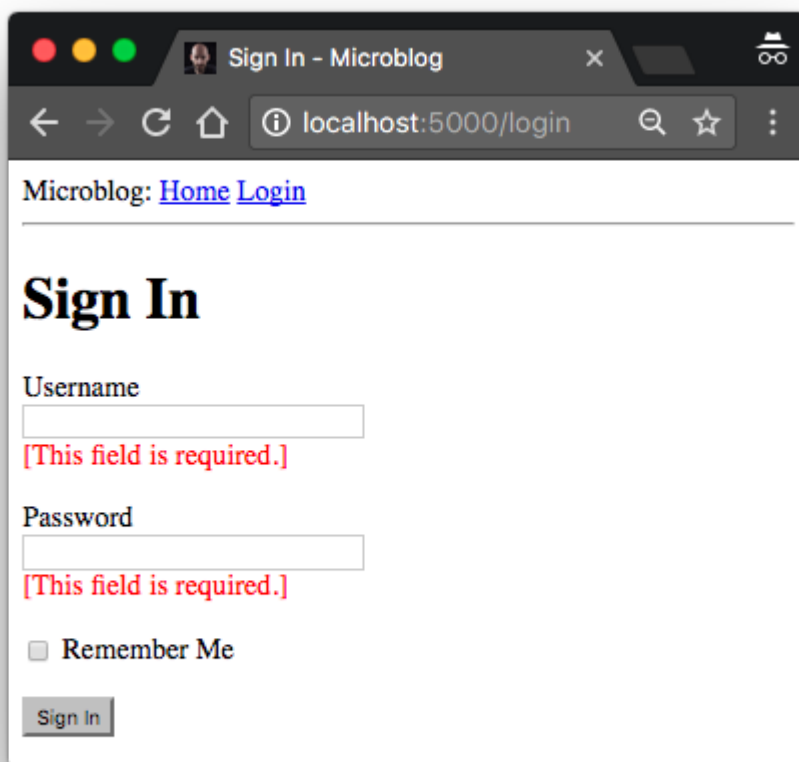 Sign In - Microblog
localhost:5000/login
Microblog: Home Login
Sign In
Username
[This field is required.]
Password
[This field is required.]
Remember Me
Sign In